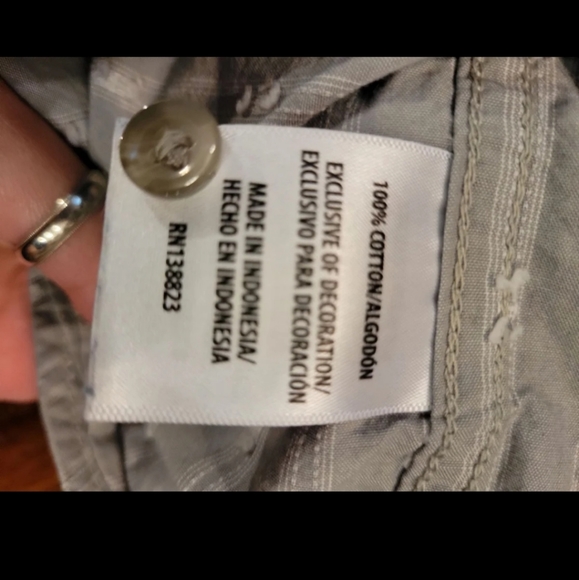 100% COTTON/ALGODÓN
EXCLUSIVE OF DECORATION/
EXCLUSIVO PARA DECORACIÓN
MADE IN INDONESIA/
HECHO EN INDONESIA
RN138823